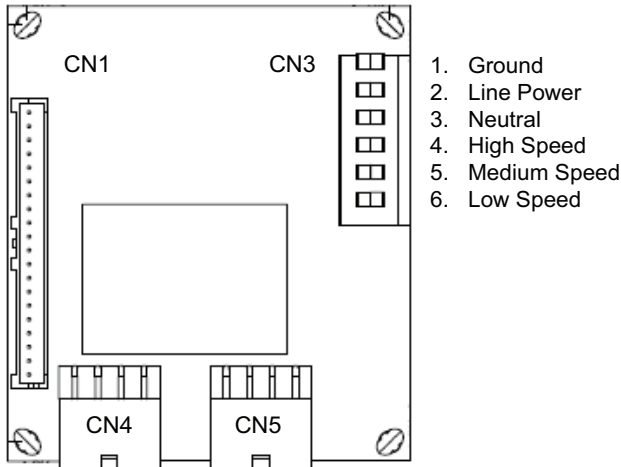 CN1
CN3
1. Ground
2. Line Power
3. Neutral
4. High Speed
5. Medium Speed
6. Low Speed
CN4
CN5